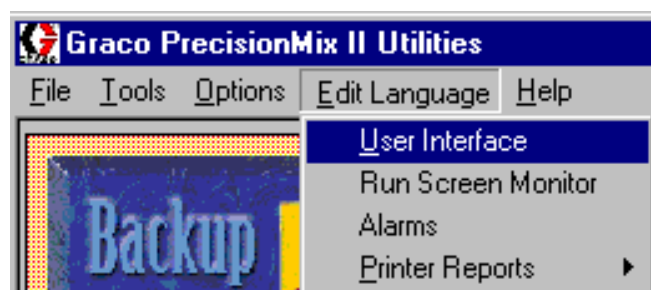 Graco PrecisionMix II Utilities
File Tools Options Edit Language Help
User Interface
Run Screen Monitor
Alarms
Printer Reports
Backup